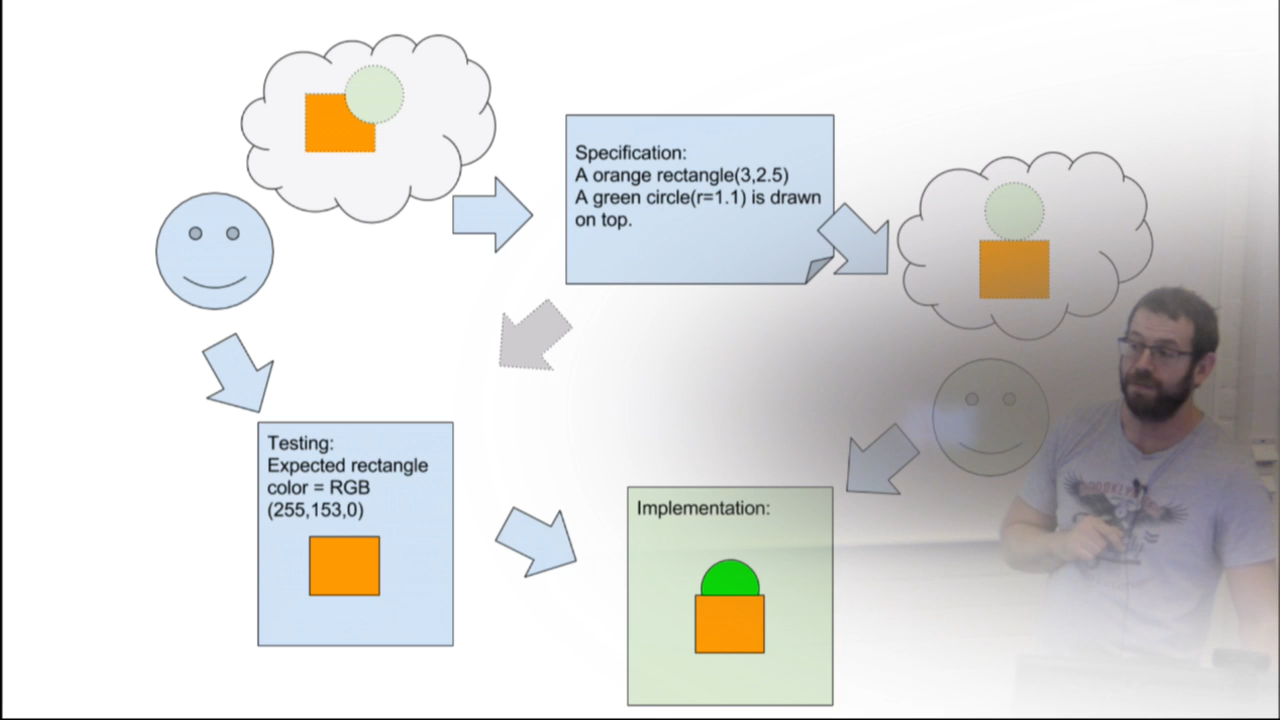 Specification:
A orange rectangle(3,2.5)
A green circle(r=1.1) is drawn
on top.
Testing:
Expected rectangle
color = RGB
(255,153,0)
Implementation: